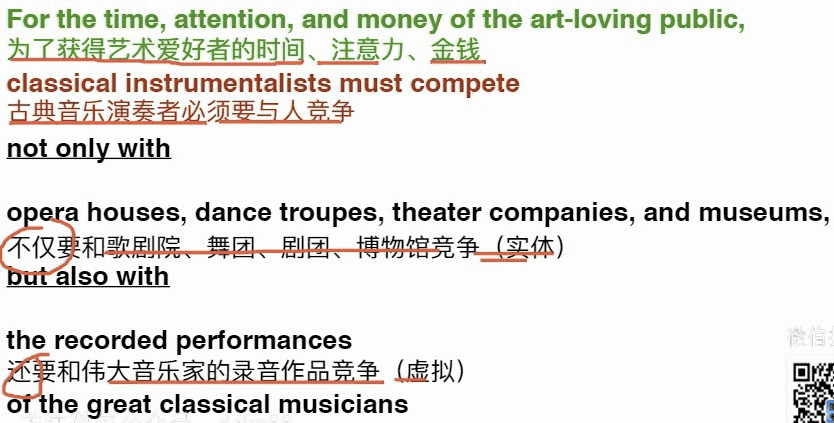 For the time, attention, and money of the art-loving public,
为了获得艺术爱好者的时间、注意力、金钱
classical instrumentalists must compete
古典音乐演奏者必须要与人竞争
not only with
opera houses, dance troupes, theater companies, and museums,
不仅要和歌剧院、舞团、剧团、博物馆竞争（实体）
but also with
the recorded performances
微信
还要和伟大音乐家的录音作品竞争（虚拟）
of the great classical musicians